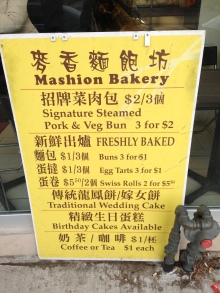 麥香麵飽坊
Mashion Bakery
招牌菜肉包 $2/3個
Signature Steamed
Pork & Veg Bun 3 for $2
新鮮出爐 FRESHLY BAKED
麵包 $1/3個 Buns 3 for $1
蛋撻 $1/3個 Egg Tarts 3 for $1
蛋卷 $5⁵⁰/2個 Swiss Rolls 2 for $5⁵⁰
傳統龍鳳餅/嫁女餅
Traditional Wedding Cake
精緻生日蛋糕
Birthday Cakes Available
奶茶/咖啡 $1/杯
Coffee or Tea $1 each